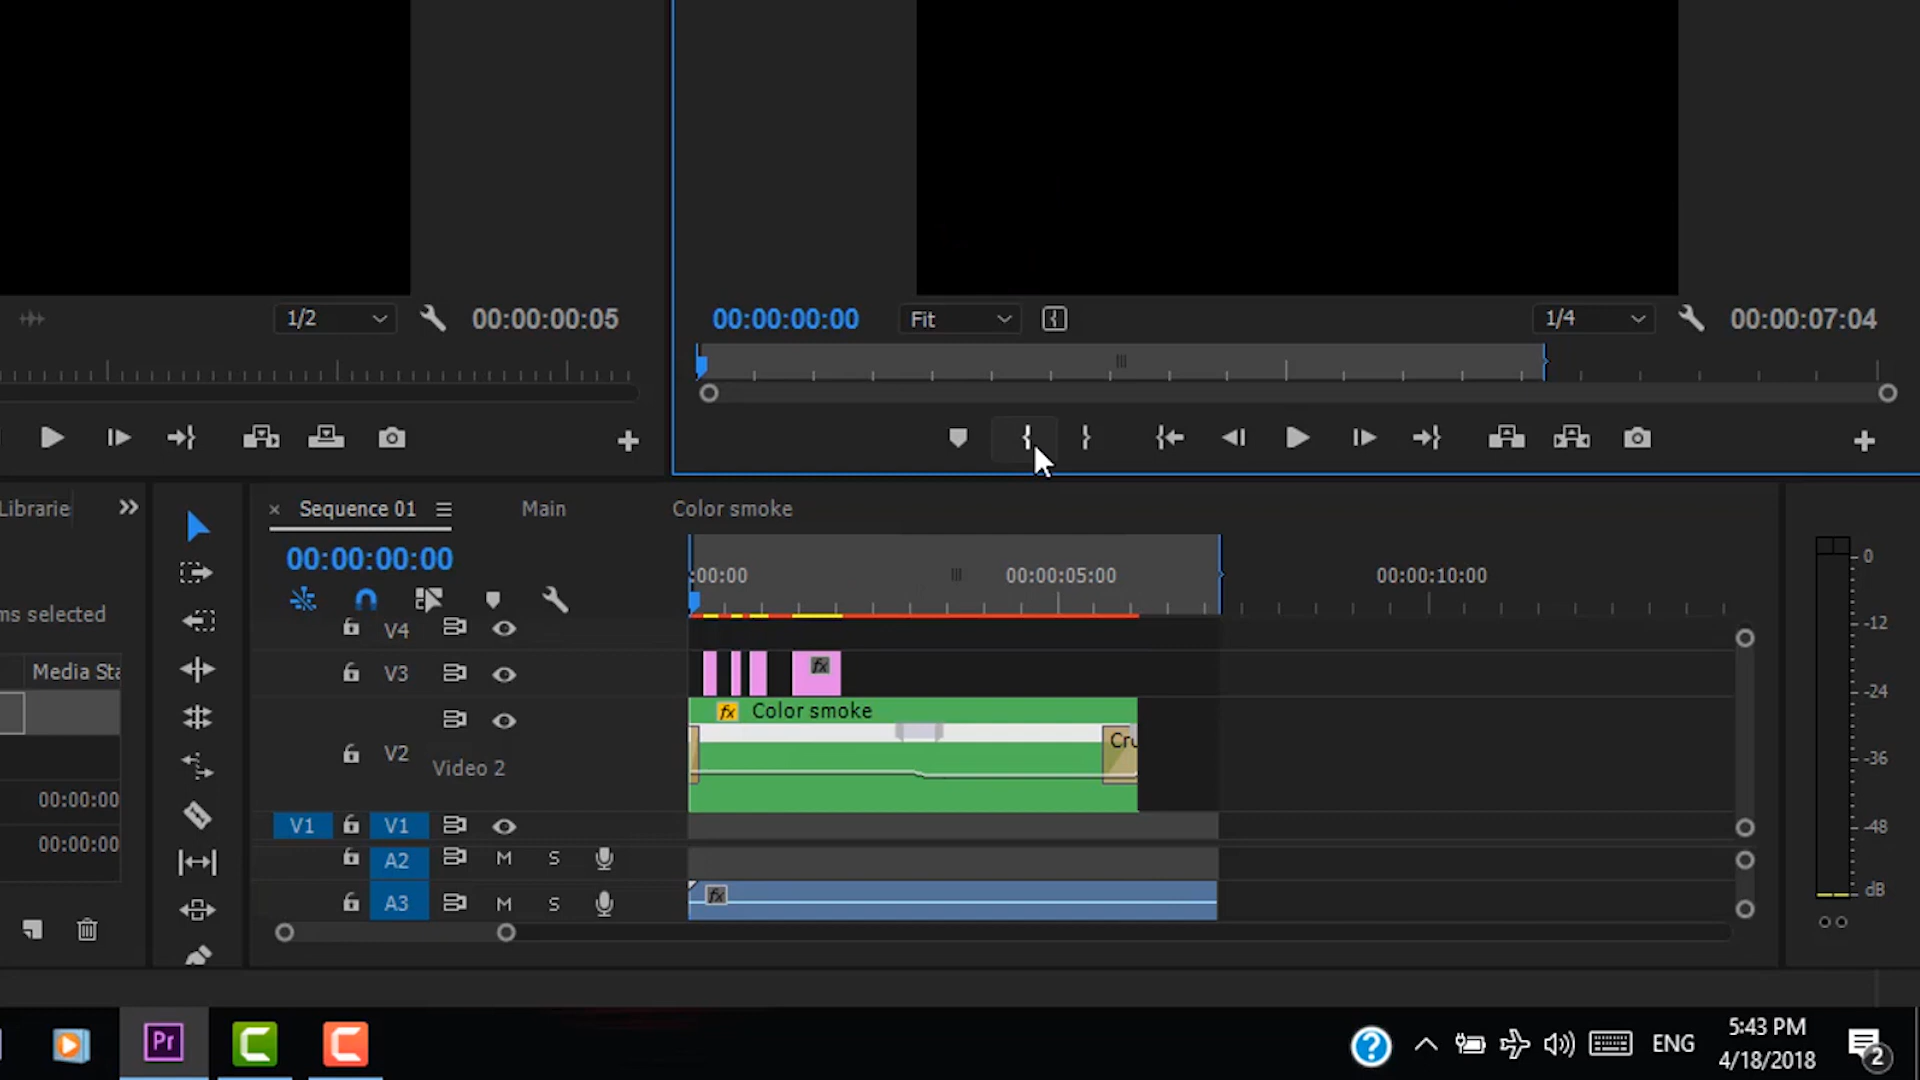 1/2
00:00:00:05
00:00:00:00
Fit
1/4
00:00:07:04
Librarie
Sequence 01
Main
Color smoke
00:00:00:00
:00:00
00:00:05:00
00:00:10:00
ms selected
Media Sta
00:00:00
00:00:00
V4
V3
fx
fx Color smoke
V2
Video 2
Cru
V1
V1
A2
M
S
A3
M
S
fx
0
-12
-24
-36
-48
dB
Pr
ENG
5:43 PM
4/18/2018
2